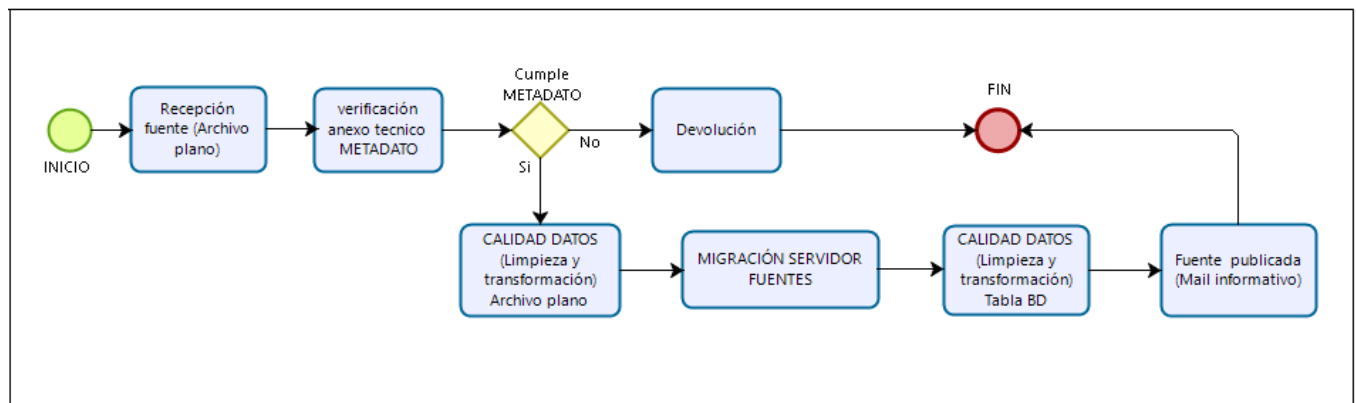 INICIO
Recepción
fuente (Archivo
plano)
verificación
anexo tecnico
METADATO
Cumple
METADATO
No
Si
Devolución
FIN
CALIDAD DATOS
(Limpieza y
transformación)
Archivo plano
MIGRACIÓN SERVIDOR
FUENTES
CALIDAD DATOS
(Limpieza y
transformación)
Tabla BD
Fuente publicada
(Mail informativo)